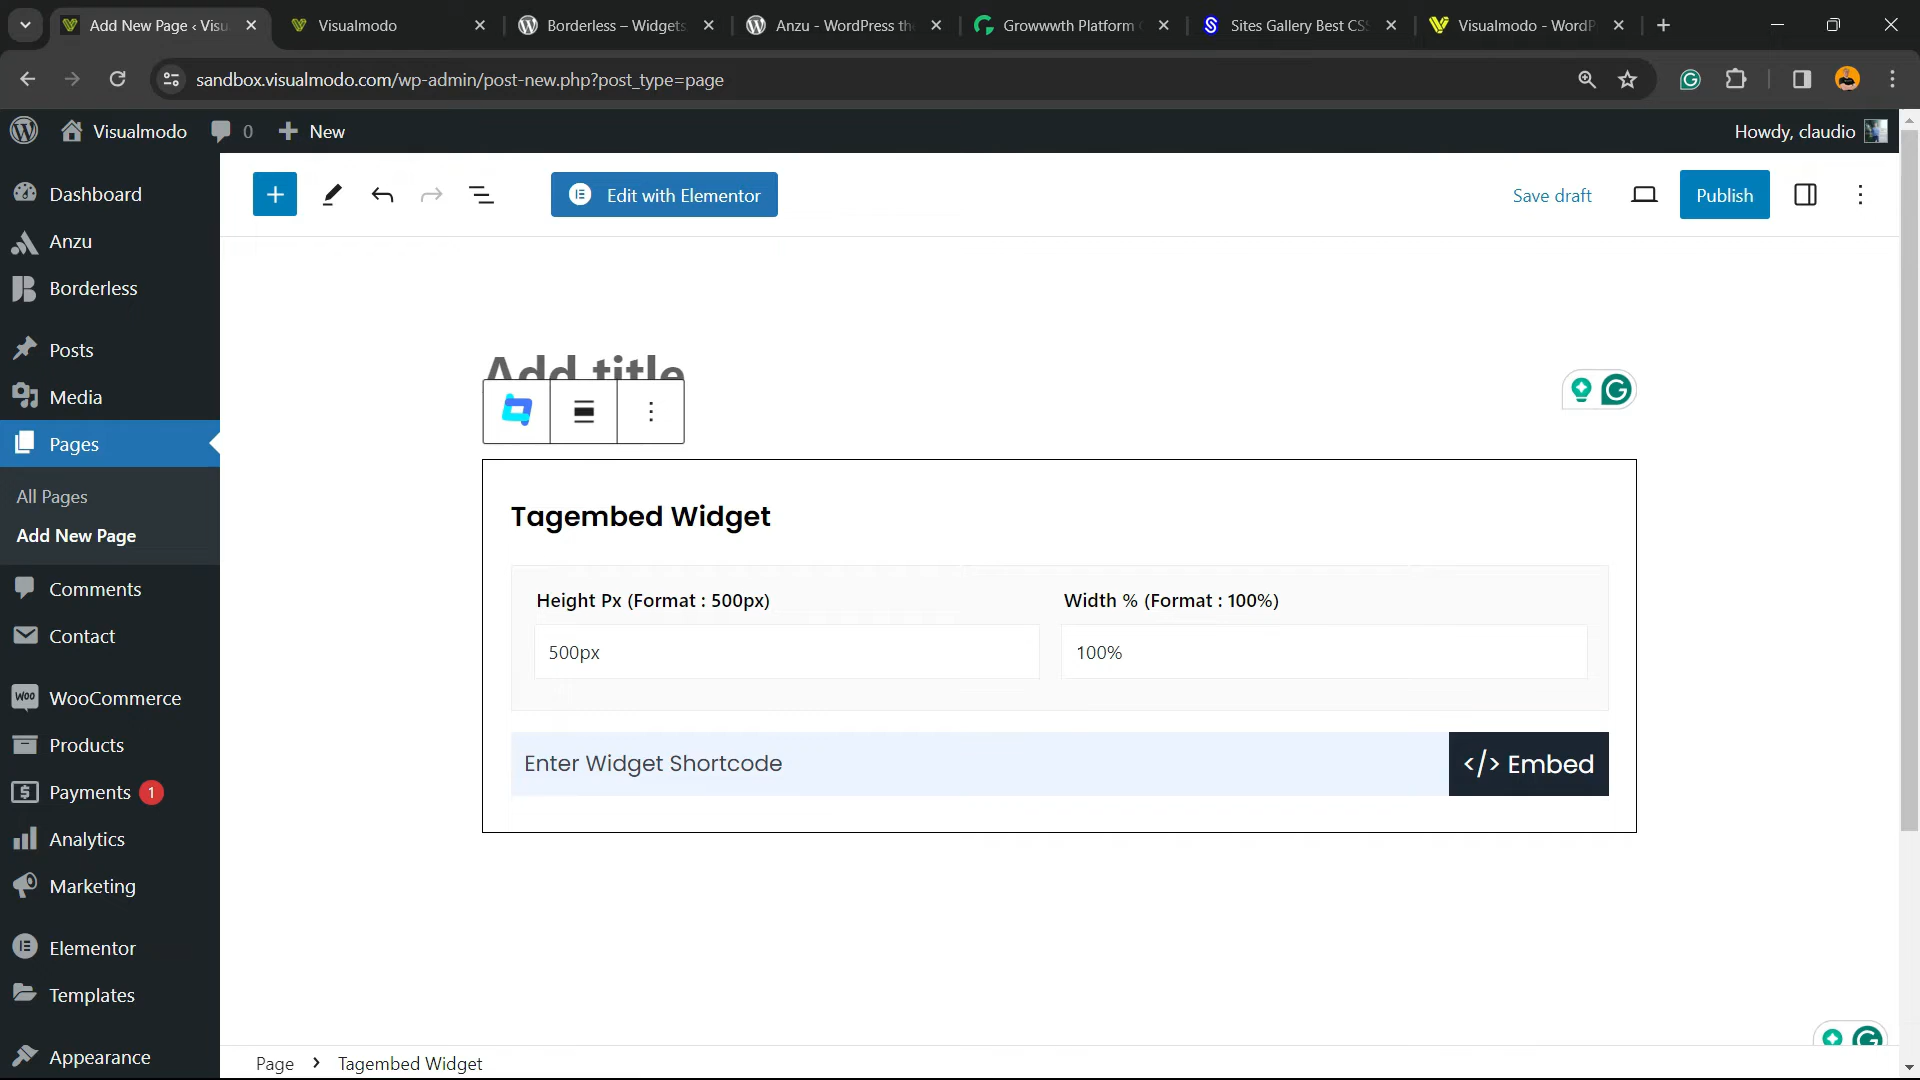 Add New Page ‹ Visu
Visualmodo
Borderless – Widgets
Anzu - WordPress th
Growwwth Platform
Sites Gallery Best CS
Visualmodo - WordP
sandbox.visualmodo.com/wp-admin/post-new.php?post_type=page
Visualmodo
0
New
Howdy, claudio
Dashboard
Anzu
Borderless
Posts
Media
Pages
All Pages
Add New Page
Comments
Contact
WooCommerce
Products
Payments 1
Analytics
Marketing
Elementor
Templates
Appearance
Edit with Elementor
Save draft
Publish
Add title
Tagembed Widget
Height Px (Format : 500px)
Width % (Format : 100%)
500px
100%
Enter Widget Shortcode
</> Embed
Page › Tagembed Widget